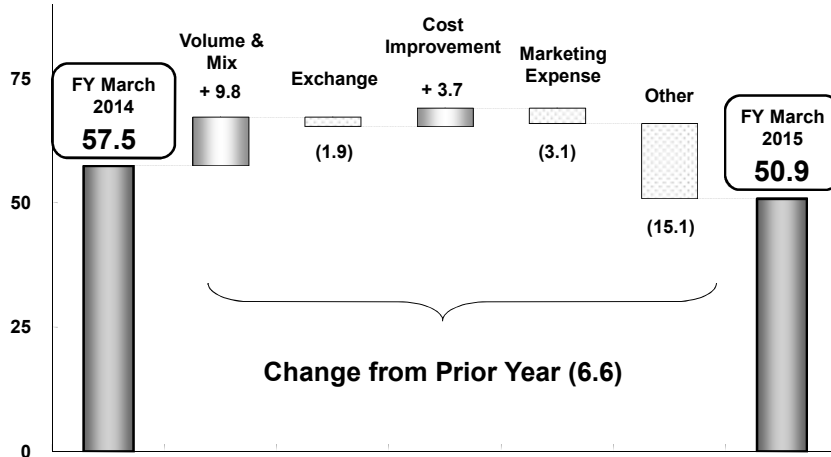 Volume &
Mix
+ 9.8
Exchange
(1.9)
Cost
Improvement
+ 3.7
Marketing
Expense
(3.1)
Other
(15.1)
75
50
25
0
FY March
2014
57.5
FY March
2015
50.9
Change from Prior Year (6.6)